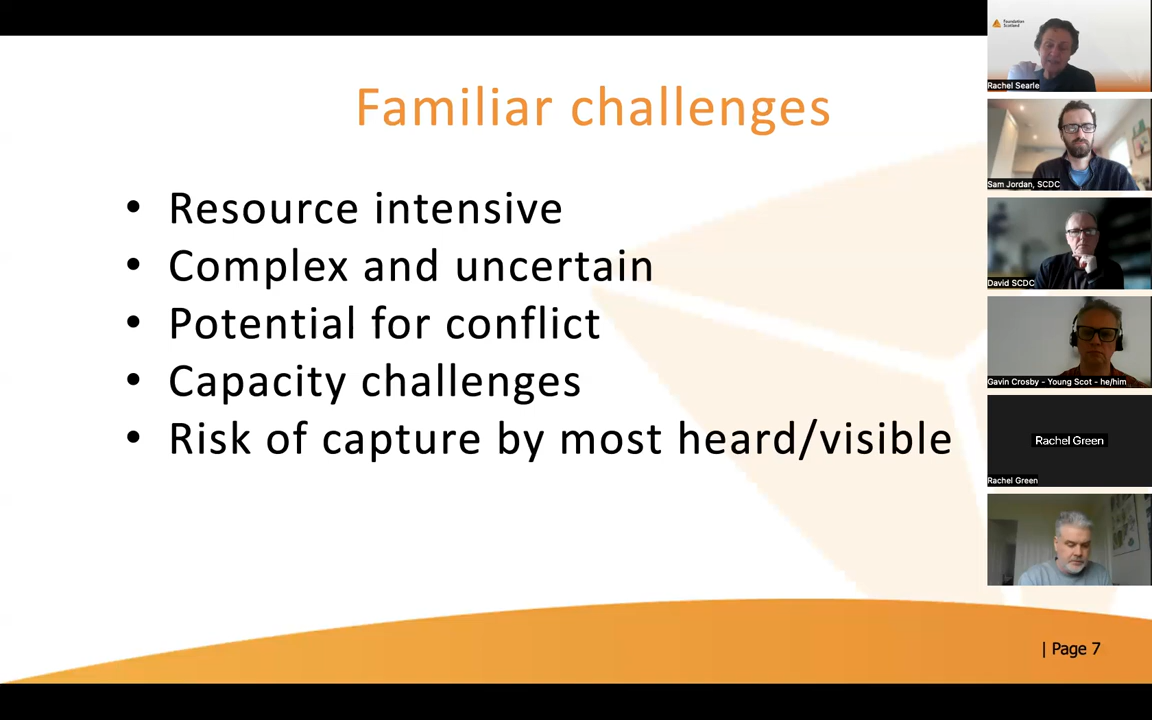 Familiar challenges
• Resource intensive
• Complex and uncertain
• Potential for conflict
• Capacity challenges
• Risk of capture by most heard/visible
| Page 7
Foundation
Scotland
Rachel Searle
Sam Jordan, SCDC
David SCDC
Gavin Crosby - Young Scot - he/him
Rachel Green
Rachel Green